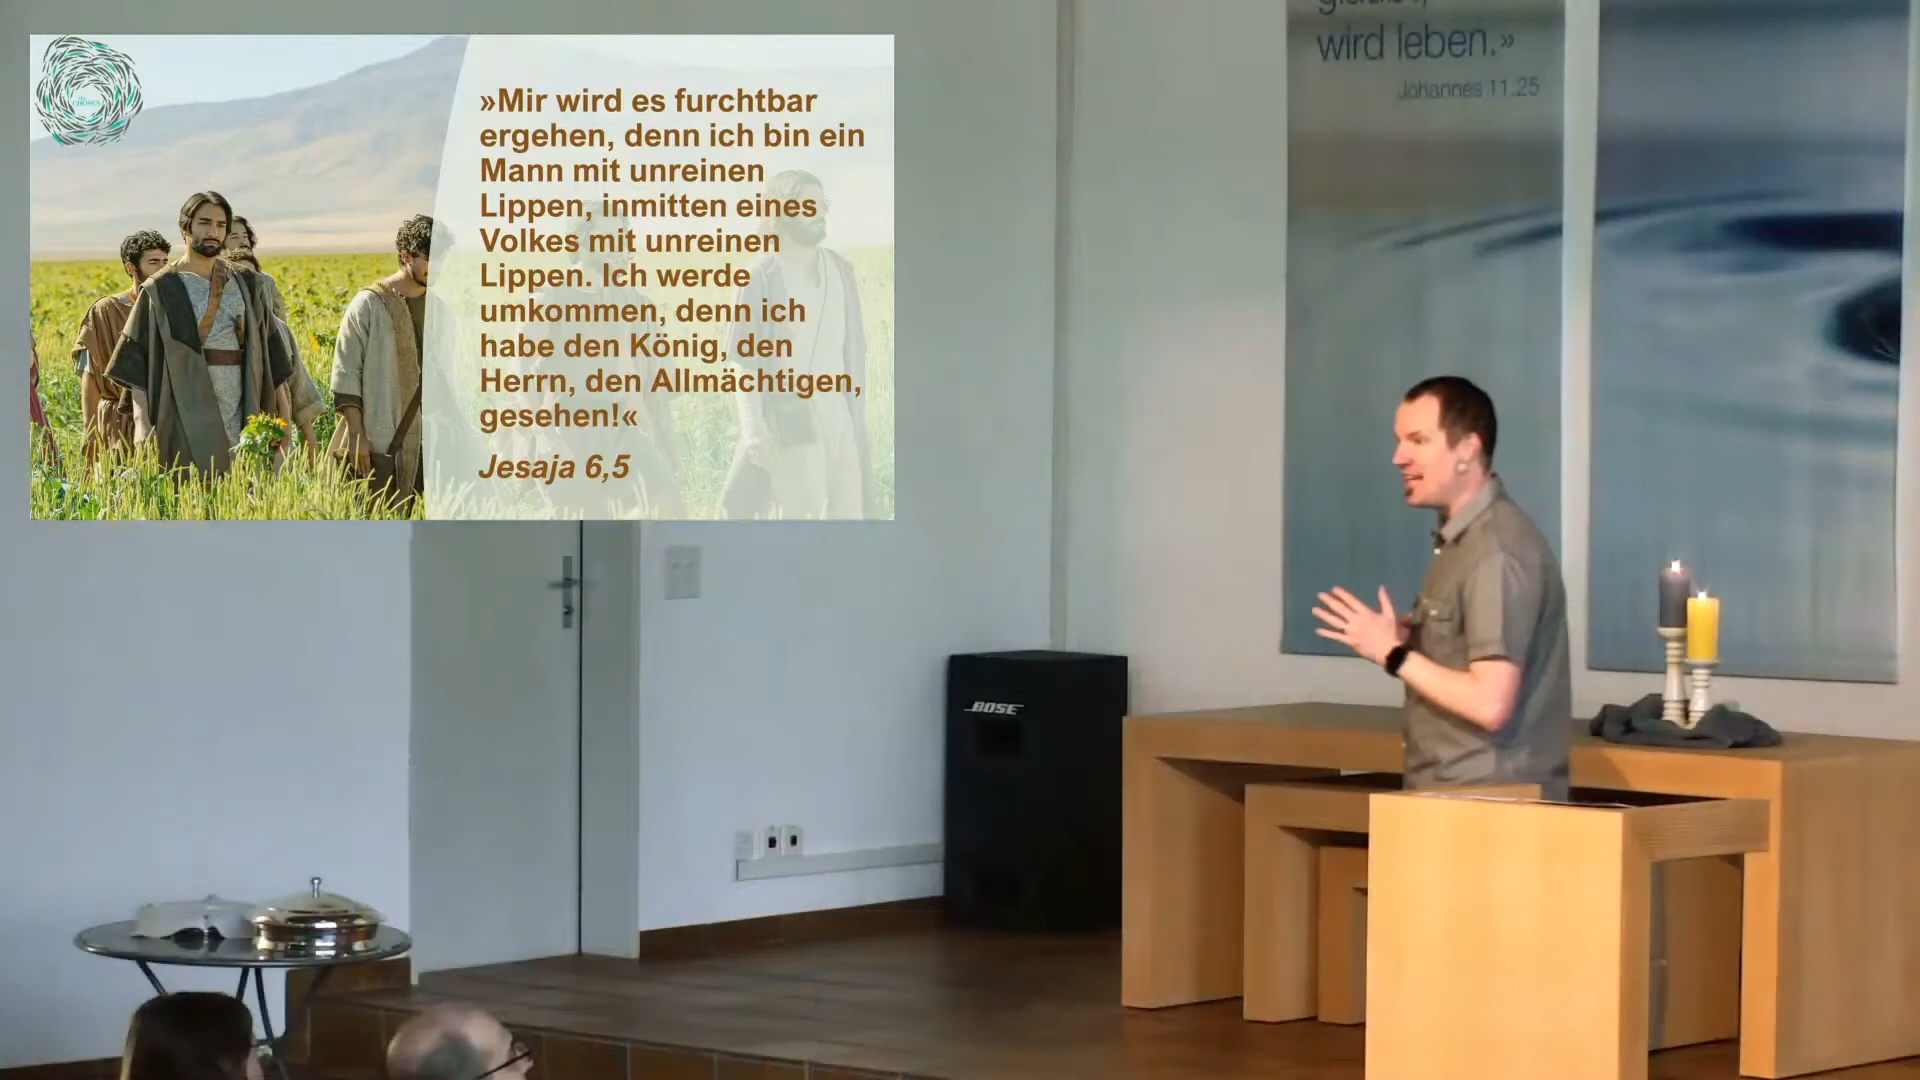 CHOSEN
»Mir wird es furchtbar
ergehen, denn ich bin ein
Mann mit unreinen
Lippen, inmitten eines
Volkes mit unreinen
Lippen. Ich werde
umkommen, denn ich
habe den König, den
Herrn, den Allmächtigen,
gesehen!«
Jesaja 6,5
wird leben.»
Johannes 11.25
BOSE